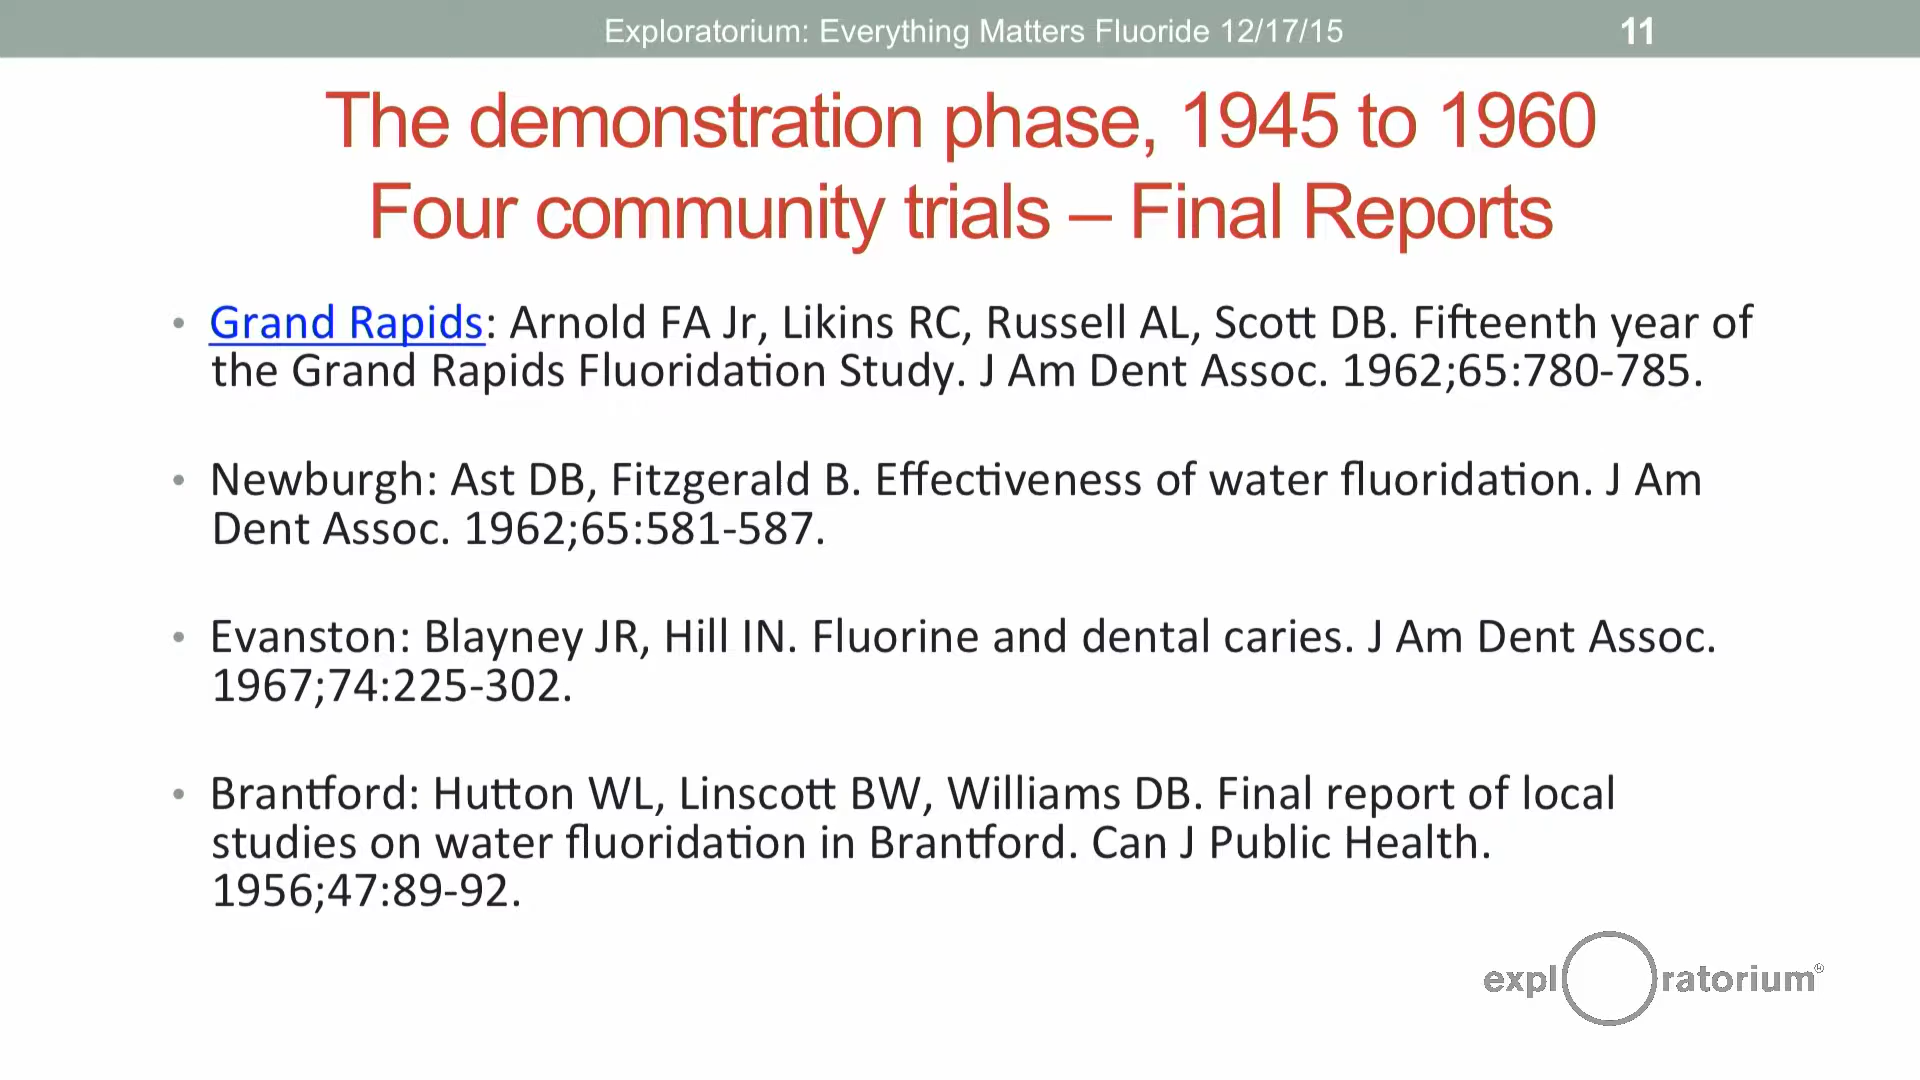 Exploratorium: Everything Matters Fluoride 12/17/15
11
The demonstration phase, 1945 to 1960
Four community trials – Final Reports
• Grand Rapids: Arnold FA Jr, Likins RC, Russell AL, Scott DB. Fifteenth year of
the Grand Rapids Fluoridation Study. J Am Dent Assoc. 1962;65:780-785.
• Newburgh: Ast DB, Fitzgerald B. Effectiveness of water fluoridation. J Am
Dent Assoc. 1962;65:581-587.
• Evanston: Blayney JR, Hill IN. Fluorine and dental caries. J Am Dent Assoc.
1967;74:225-302.
• Brantford: Hutton WL, Linscott BW, Williams DB. Final report of local
studies on water fluoridation in Brantford. Can J Public Health.
1956;47:89-92.
explOratorium®